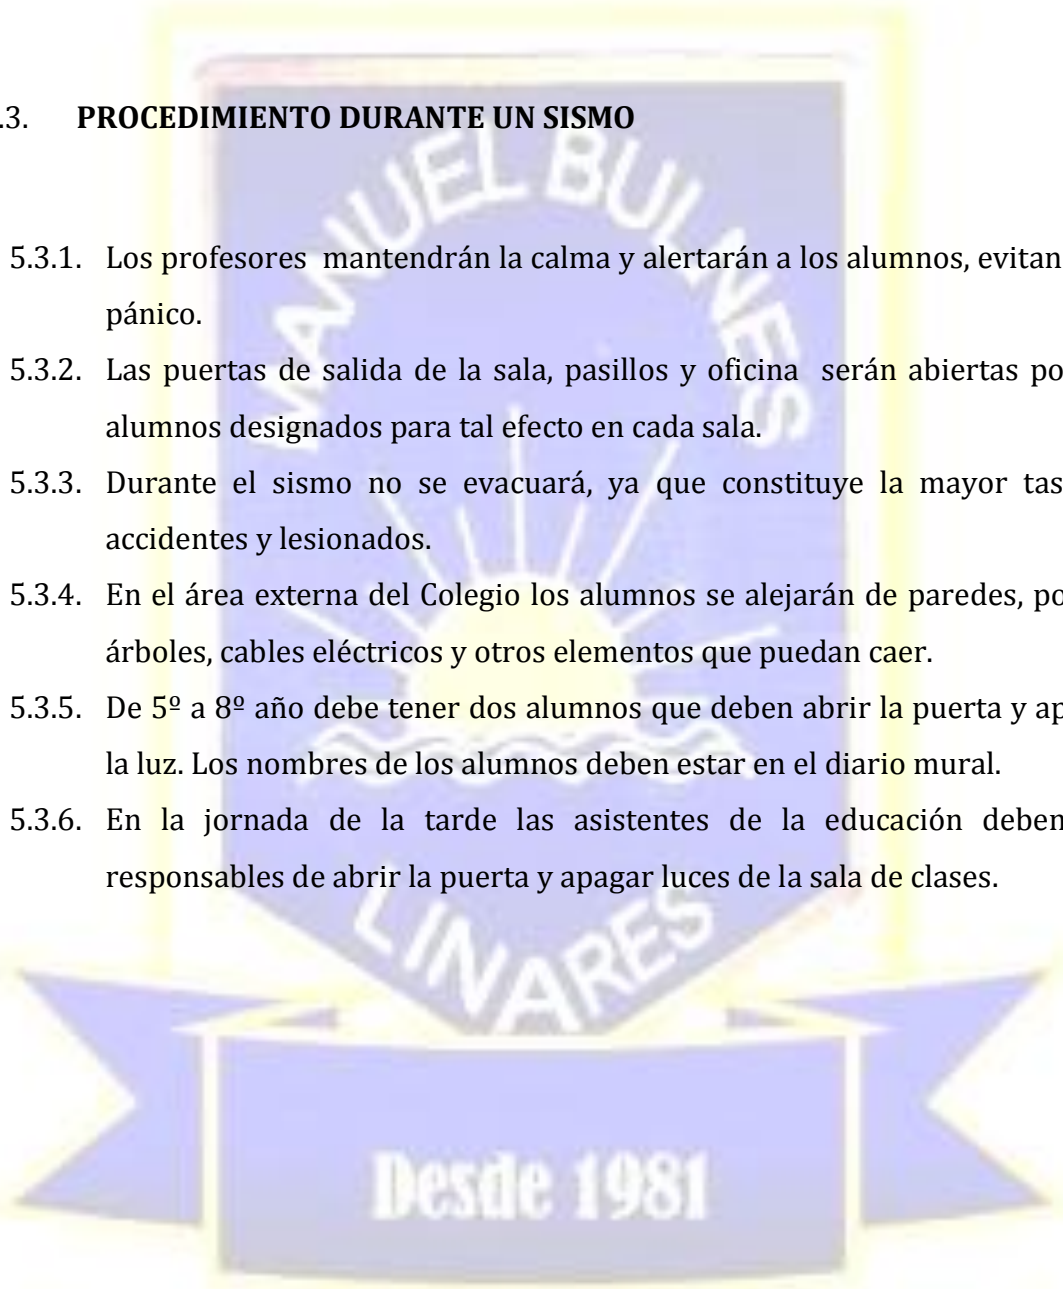 .3. PROCEDIMIENTO DURANTE UN SISMO
5.3.1. Los profesores mantendrán la calma y alertarán a los alumnos, evitan
pánico.
5.3.2. Las puertas de salida de la sala, pasillos y oficina serán abiertas po
alumnos designados para tal efecto en cada sala.
5.3.3. Durante el sismo no se evacuará, ya que constituye la mayor tas
accidentes y lesionados.
5.3.4. En el área externa del Colegio los alumnos se alejarán de paredes, po
árboles, cables eléctricos y otros elementos que puedan caer.
5.3.5. De 5º a 8º año debe tener dos alumnos que deben abrir la puerta y ap
la luz. Los nombres de los alumnos deben estar en el diario mural.
5.3.6. En la jornada de la tarde las asistentes de la educación deben
responsables de abrir la puerta y apagar luces de la sala de clases.
MANUEL BULNES
LINARES
Desde 1981